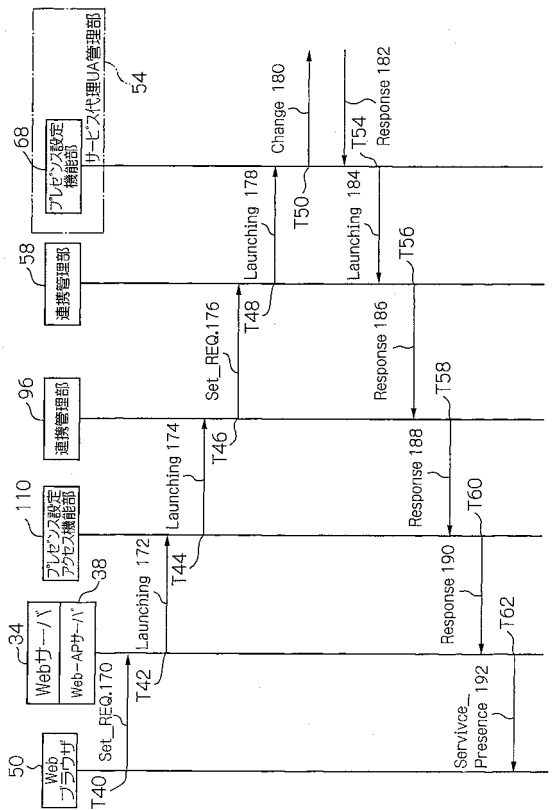 50
Web
ブラウザ
34
Webサーバ
Web-APサーバ
38
110
プレゼンス設定
アクセス機能部
96
連携管理部
58
連携管理部
68
プレゼンス設定
機能部
サービス代理UA管理部
54
T40
Set_REQ.170
T42
Launching 172
T44
Launching 174
T46
Set_REQ.176
T48
Launching 178
T50
Change 180
Response 182
T54
Launching 184
T56
Response 186
T58
Response 188
T60
Response 190
T62
Servivce_
Presence 192